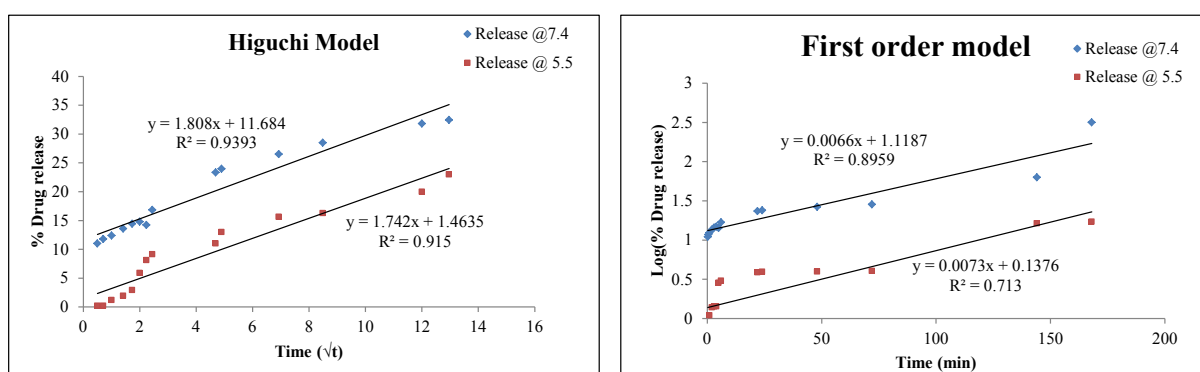 Higuchi Model
Release @7.4
Release @ 5.5
40
35
30
25
20
15
10
5
0
% Drug release
y = 1.808x + 11.684
R² = 0.9393
y = 1.742x + 1.4635
R² = 0.915
0 2 4 6 8 10 12 14 16
Time (√t)
First order model
Release @7.4
Release @ 5.5
3
2.5
2
1.5
1
0.5
0
Log(% Drug release)
y = 0.0066x + 1.1187
R² = 0.8959
y = 0.0073x + 0.1376
R² = 0.713
0 50 100 150 200
Time (min)